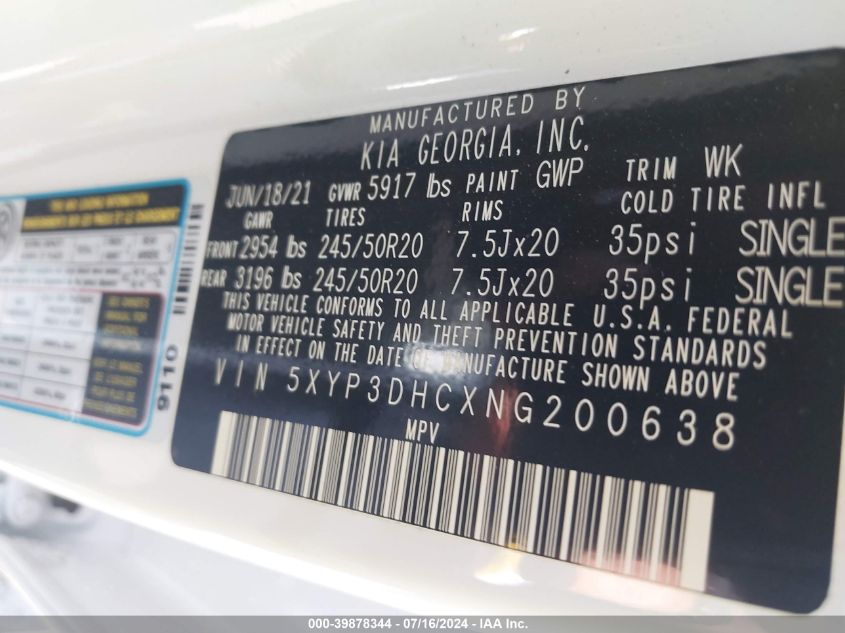 MANUFACTURED BY
KIA GEORGIA, INC.
JUN/18/21 GVWR 5917 lbs PAINT GWP TRIM WK
GAWR TIRES RIMS COLD TIRE INFL
FRONT 2954 lbs 245/50R20 7.5Jx20 35psi SINGLE
REAR 3196 lbs 245/50R20 7.5Jx20 35psi SINGLE
THIS VEHICLE CONFORMS TO ALL APPLICABLE U.S.A. FEDERAL
MOTOR VEHICLE SAFETY AND THEFT PREVENTION STANDARDS
IN EFFECT ON THE DATE OF MANUFACTURE SHOWN ABOVE
VIN 5XYP3DHCXNG200638
MPV
9110
000-39878344 - 07/16/2024 - IAA Inc.